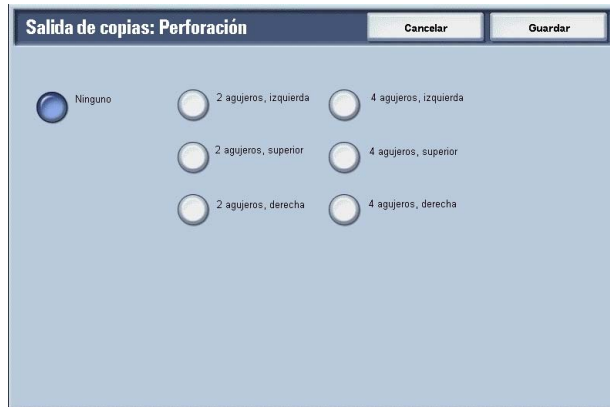 Salida de copias: Perforación
Cancelar
Guardar
Ninguno
2 agujeros, izquierda
4 agujeros, izquierda
2 agujeros, superior
4 agujeros, superior
2 agujeros, derecha
4 agujeros, derecha